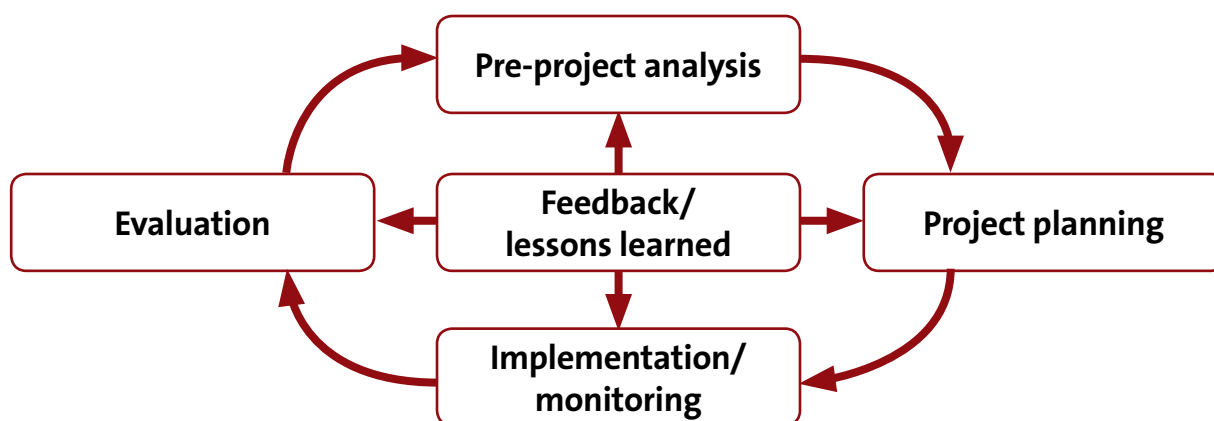 Pre-project analysis
Evaluation
Feedback/
lessons learned
Project planning
Implementation/
monitoring